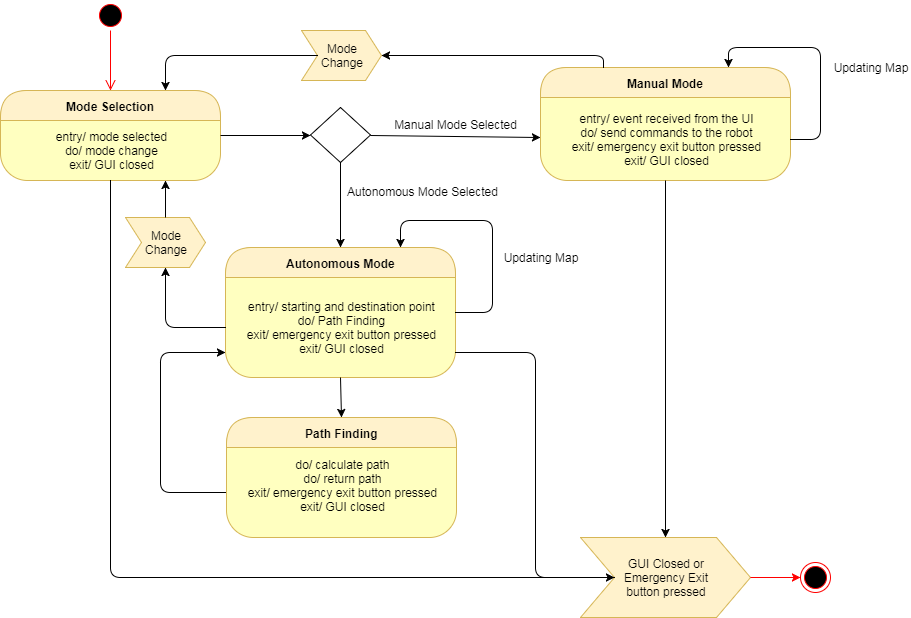 Mode
Change
Mode Selection
entry/ mode selected
do/ mode change
exit/ GUI closed
Manual Mode Selected
Manual Mode
entry/ event received from the UI
do/ send commands to the robot
exit/ emergency exit button pressed
exit/ GUI closed
Updating Map
Autonomous Mode Selected
Mode
Change
Autonomous Mode
entry/ starting and destination point
do/ Path Finding
exit/ emergency exit button pressed
exit/ GUI closed
Updating Map
Path Finding
do/ calculate path
do/ return path
exit/ emergency exit button pressed
exit/ GUI closed
GUI Closed or
Emergency Exit
button pressed